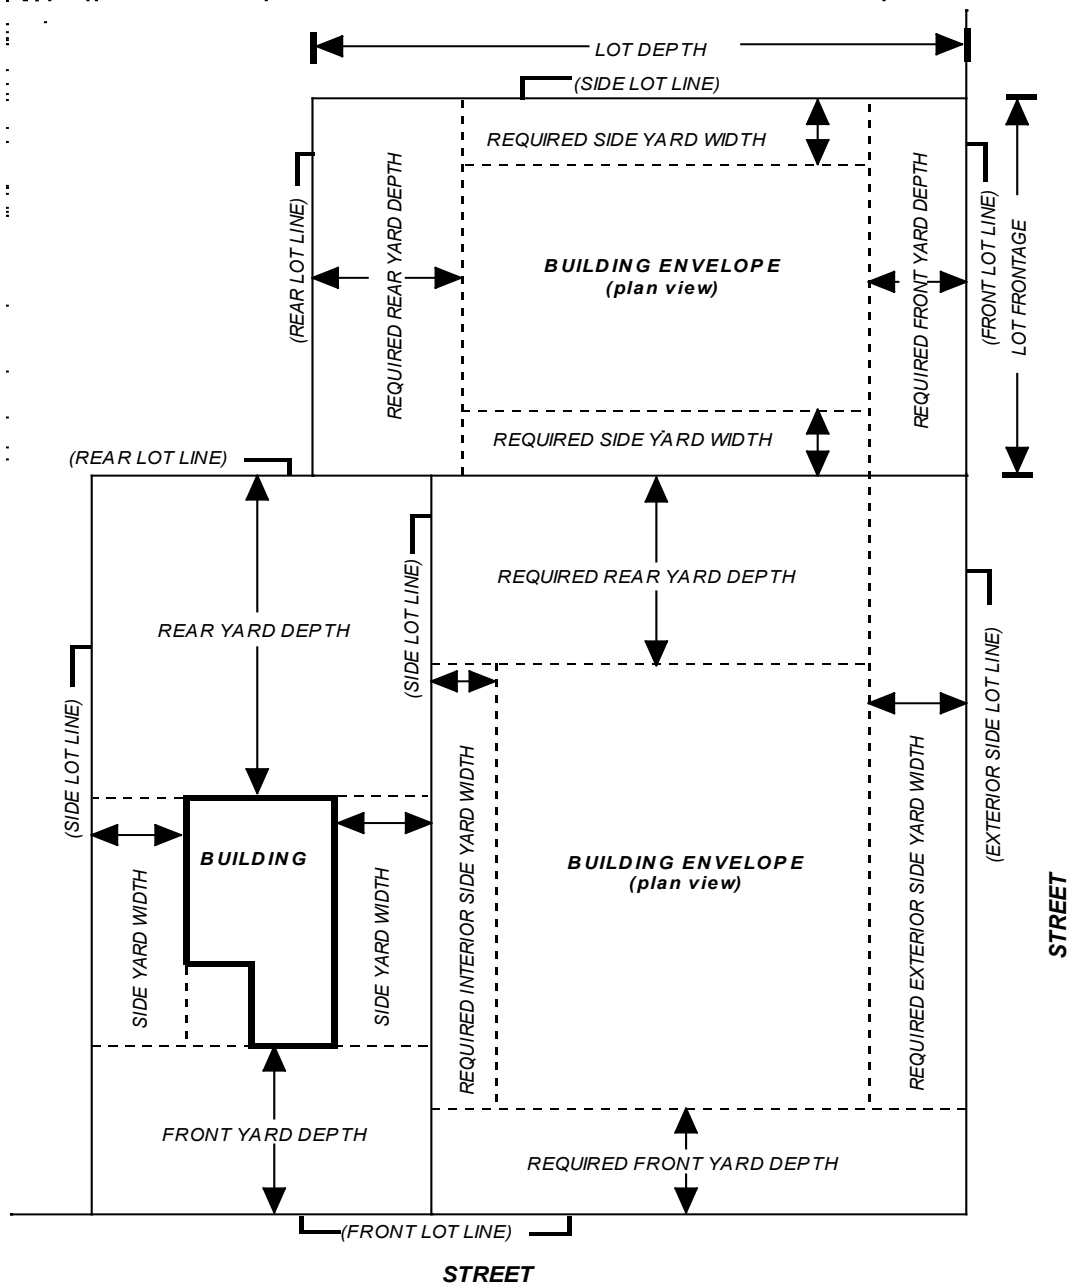 LOT DEPTH
(SIDE LOT LINE)
REQUIRED SIDE YARD WIDTH
(REAR LOT LINE)
REQUIRED REAR YARD DEPTH
BUILDING ENVELOPE
(plan view)
REQUIRED FRONT YARD DEPTH
(FRONT LOT LINE)
LOT FRONTAGE
REQUIRED SIDE YARD WIDTH
(REAR LOT LINE)
REAR YARD DEPTH
(SIDE LOT LINE)
(SIDE LOT LINE)
REQUIRED REAR YARD DEPTH
(EXTERIOR SIDE LOT LINE)
BUILDING
SIDE YARD WIDTH
SIDE YARD WIDTH
REQUIRED INTERIOR SIDE YARD WIDTH
BUILDING ENVELOPE
(plan view)
REQUIRED EXTERIOR SIDE YARD WIDTH
STREET
FRONT YARD DEPTH
REQUIRED FRONT YARD DEPTH
(FRONT LOT LINE)
STREET